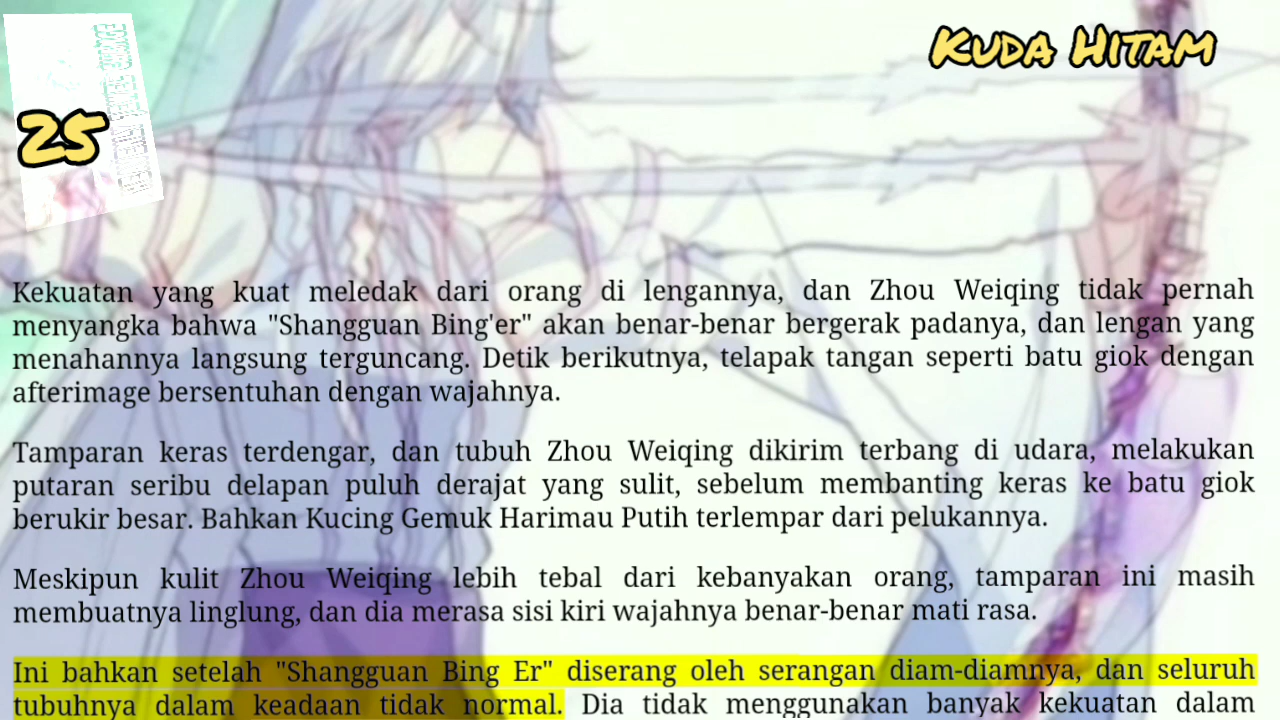 Kuda Hitam
25
Kekuatan yang kuat meledak dari orang di lengannya, dan Zhou Weiqing tidak pernah
menyangka bahwa "Shangguan Bing'er" akan benar-benar bergerak padanya, dan lengan yang
menahannya langsung terguncang. Detik berikutnya, telapak tangan seperti batu giok dengan
afterimage bersentuhan dengan wajahnya.
Tamparan keras terdengar, dan tubuh Zhou Weiqing dikirim terbang di udara, melakukan
putaran seribu delapan puluh derajat yang sulit, sebelum membanting keras ke batu giok
berukir besar. Bahkan Kucing Gemuk Harimau Putih terlempar dari pelukannya.
Meskipun kulit Zhou Weiqing lebih tebal dari kebanyakan orang, tamparan ini masih
membuatnya linglung, dan dia merasa sisi kiri wajahnya benar-benar mati rasa.
Ini bahkan setelah "Shangguan Bing Er" diserang oleh serangan diam-diamnya, dan seluruh
tubuhnya dalam keadaan tidak normal. Dia tidak menggunakan banyak kekuatan dalam